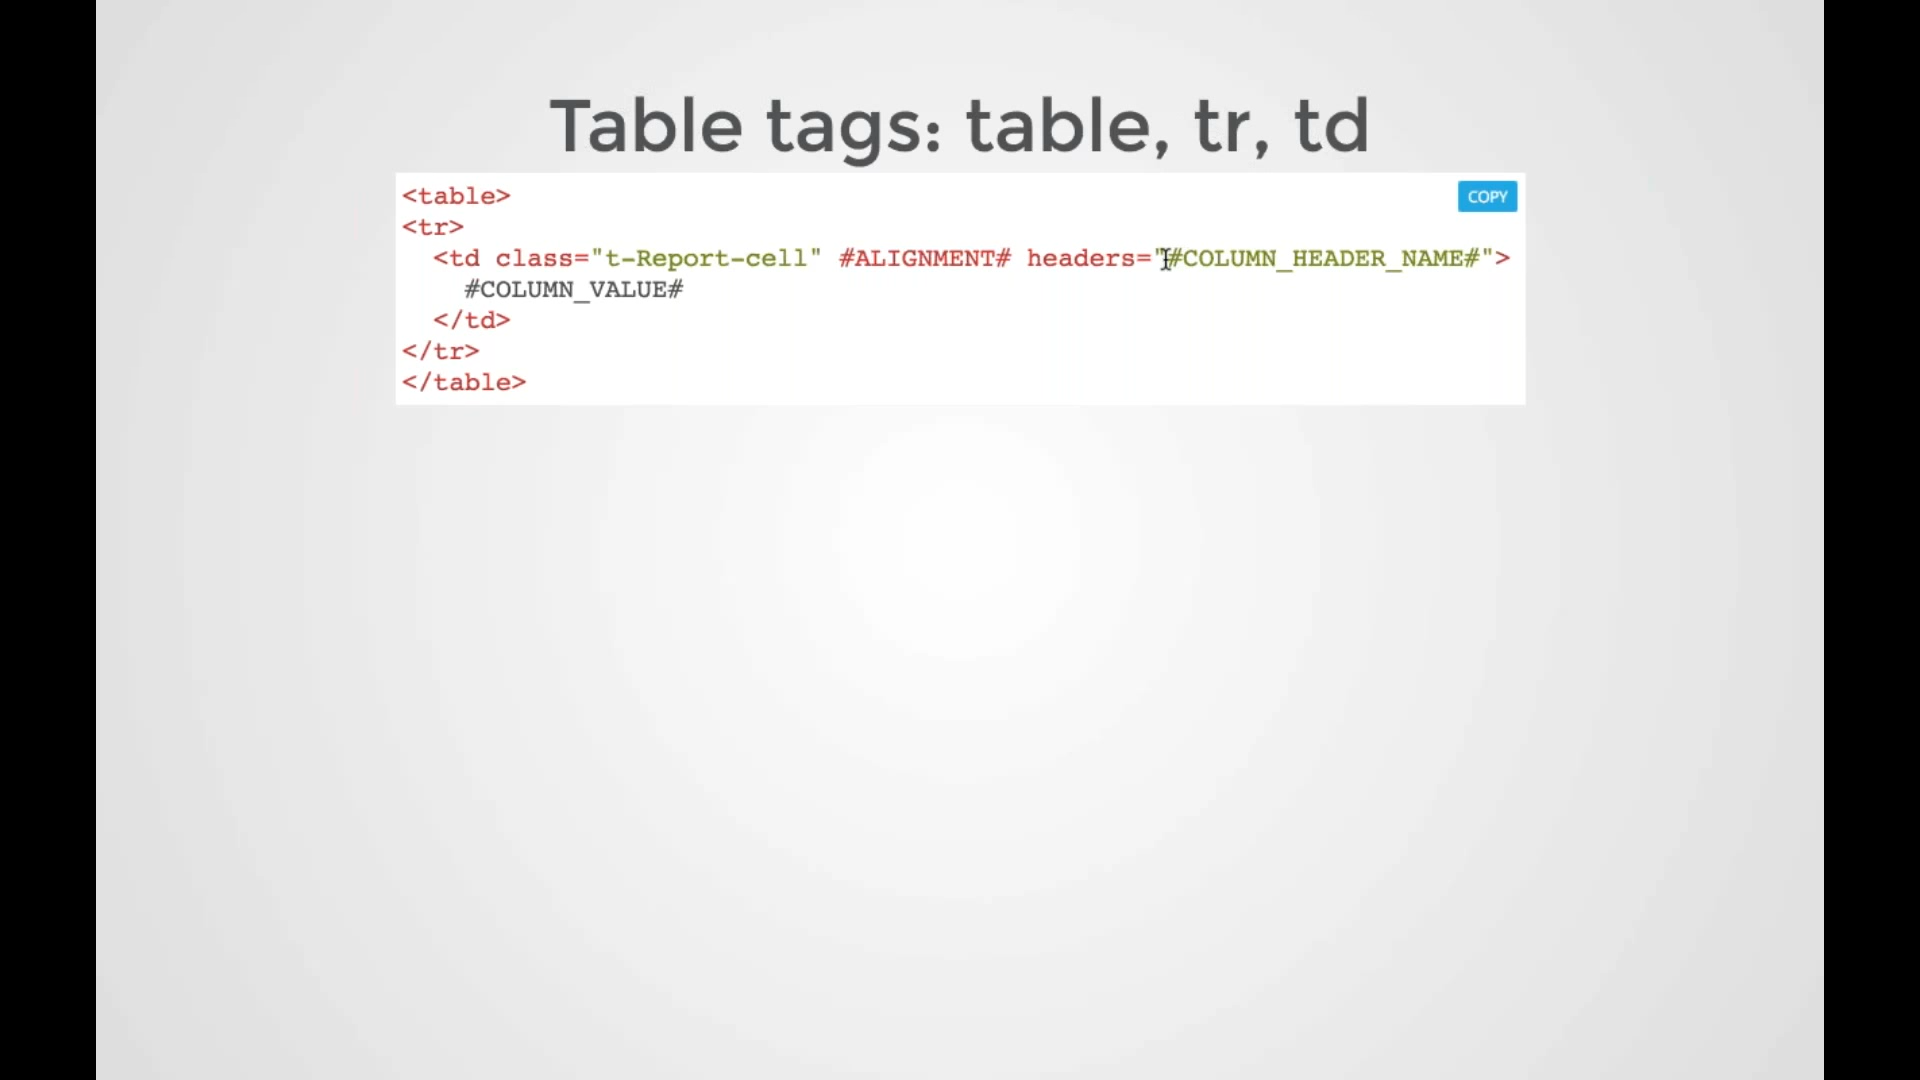 Table tags: table, tr, td
<table>
COPY
<tr>
<td class="t-Report-cell" #ALIGNMENT# headers="#COLUMN_HEADER_NAME#">
#COLUMN_VALUE#
</td>
</tr>
</table>